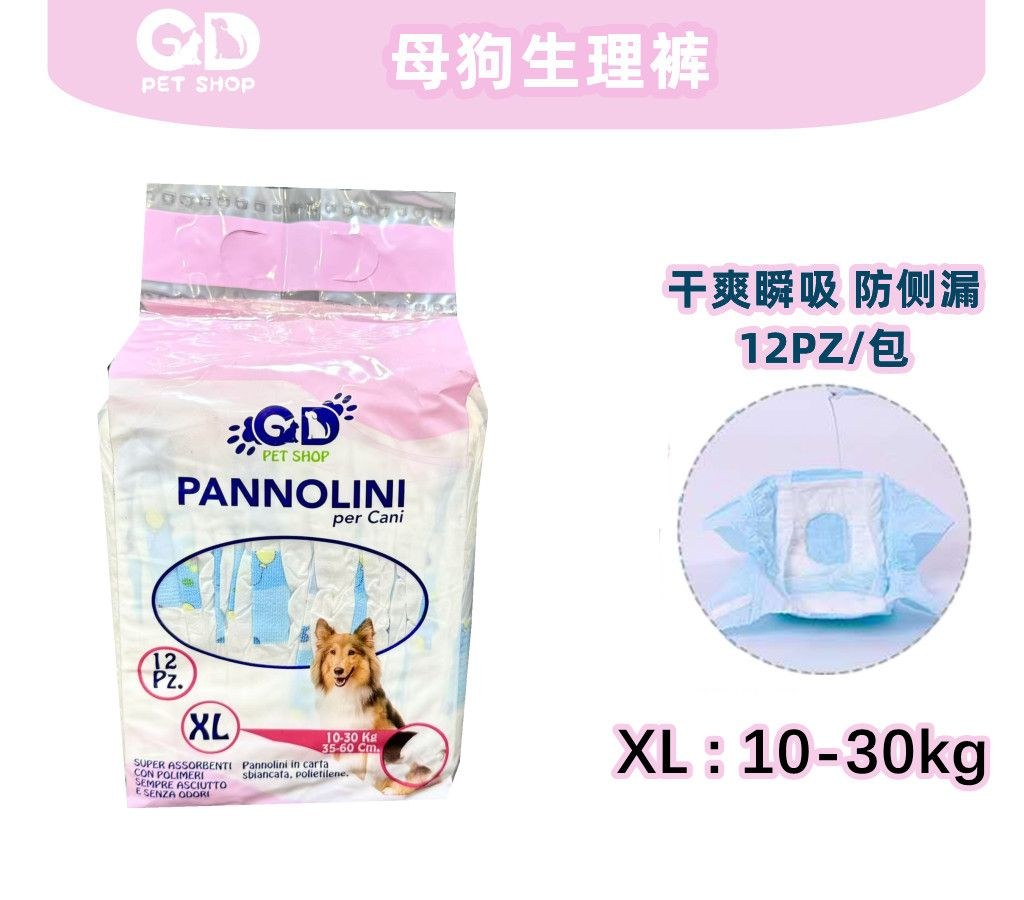 GD
PET SHOP
母狗生理裤
干爽瞬吸 防侧漏
12PZ/包
GD
PET SHOP
PANNOLINI
per Cani
12
Pz.
XL
10-30 Kg
35-60 Cm.
SUPER ASSORBENTI
CON POLIMERI
SEMPRE ASCIUTTO
E SENZA ODORI
Pannolini in carta
sbiancata, polietilene.
XL : 10-30kg